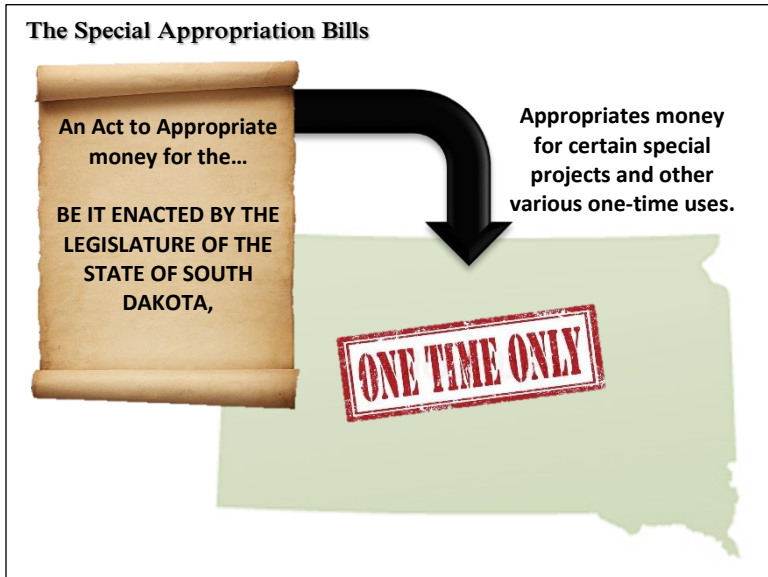 The Special Appropriation Bills
An Act to Appropriate
money for the...
BE IT ENACTED BY THE
LEGISLATURE OF THE
STATE OF SOUTH
DAKOTA,
Appropriates money
for certain special
projects and other
various one-time uses.
ONE TIME ONLY